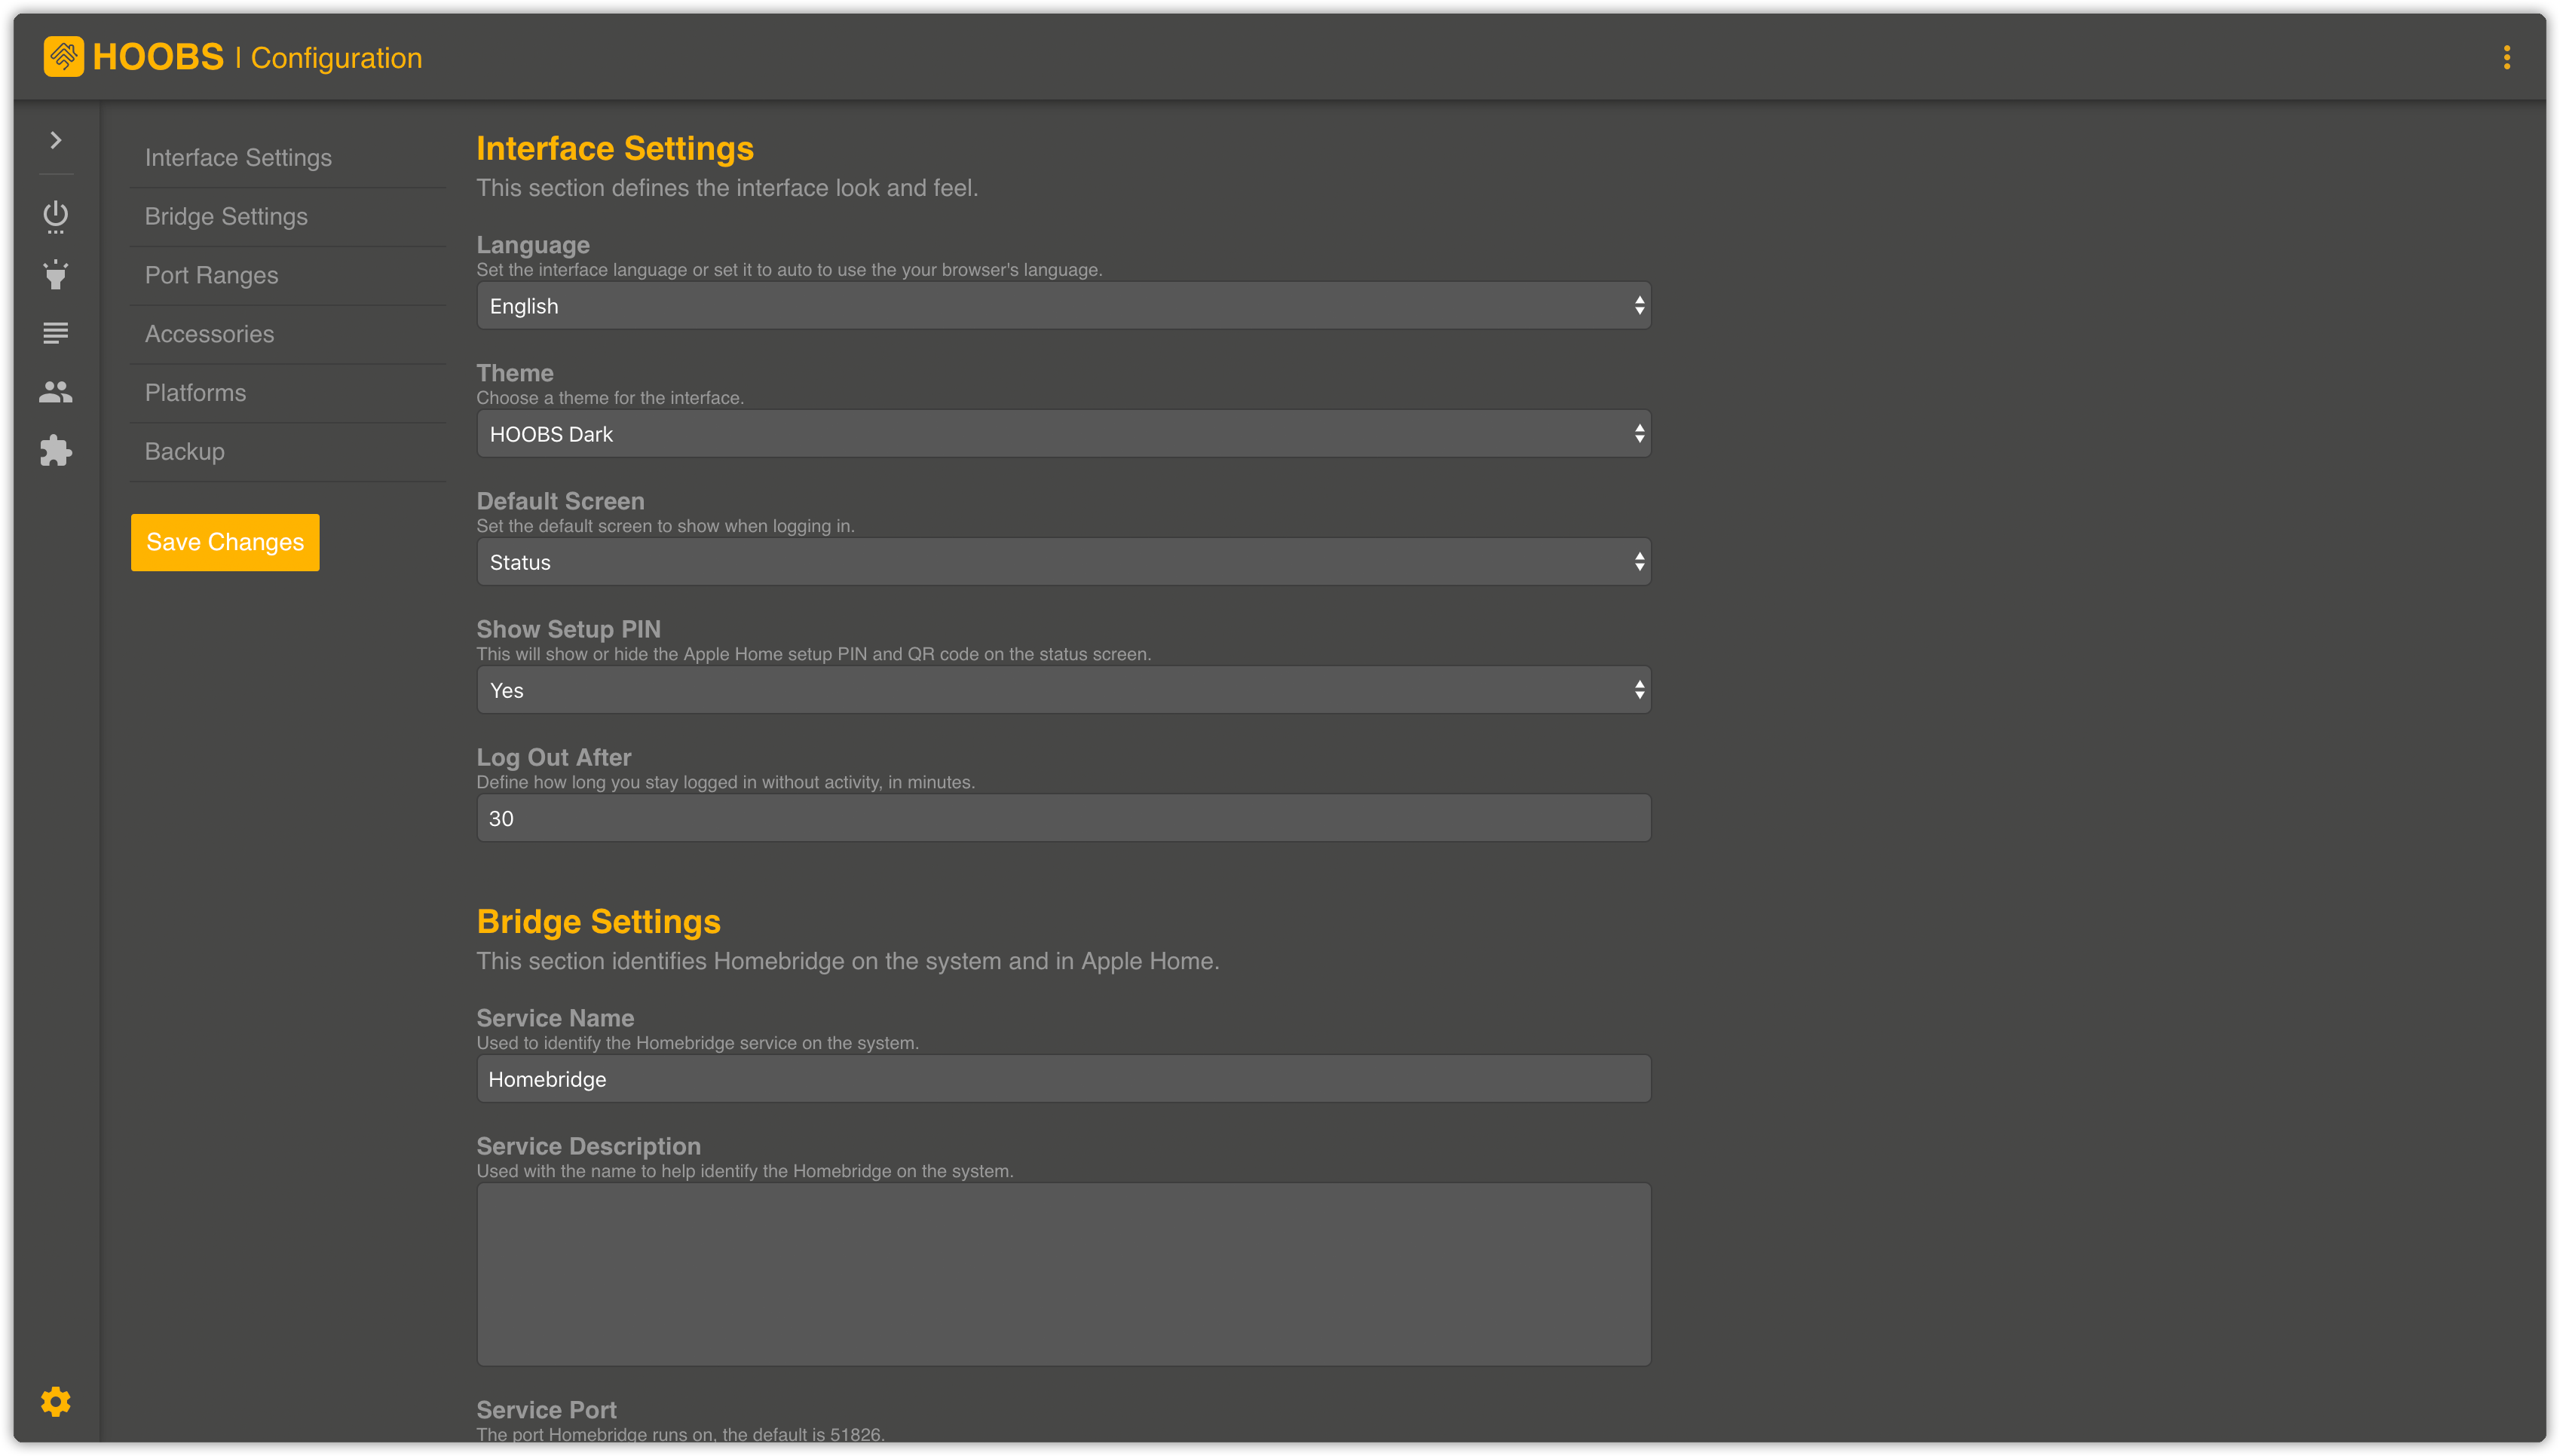 HOOBS | Configuration
Interface Settings
Bridge Settings
Port Ranges
Accessories
Platforms
Backup
Save Changes
Interface Settings
This section defines the interface look and feel.
Language
Set the interface language or set it to auto to use the your browser's language.
English
Theme
Choose a theme for the interface.
HOOBS Dark
Default Screen
Set the default screen to show when logging in.
Status
Show Setup PIN
This will show or hide the Apple Home setup PIN and QR code on the status screen.
Yes
Log Out After
Define how long you stay logged in without activity, in minutes.
30
Bridge Settings
This section identifies Homebridge on the system and in Apple Home.
Service Name
Used to identify the Homebridge service on the system.
Homebridge
Service Description
Used with the name to help identify the Homebridge on the system.
Service Port
The port Homebridge runs on, the default is 51826.